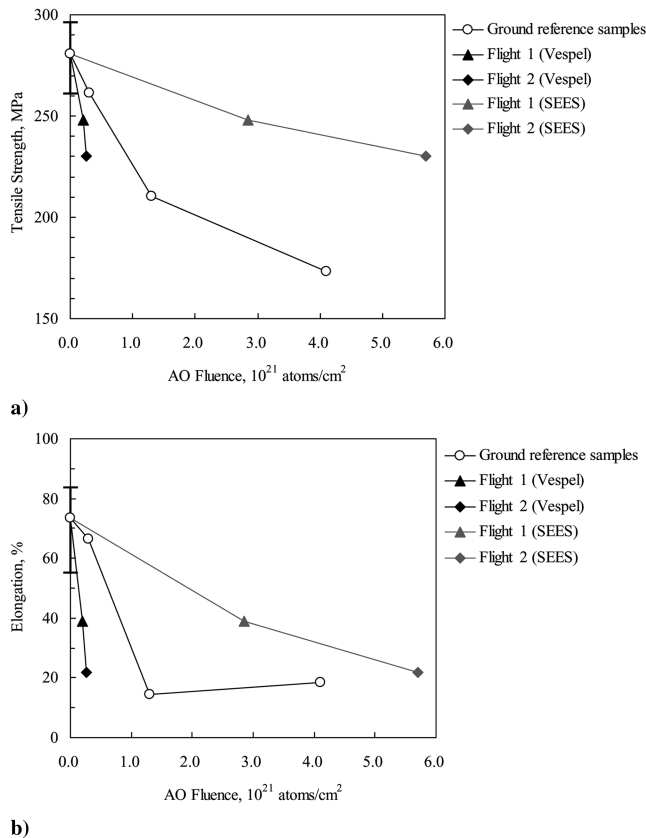 300
250
200
150
Tensile Strength, MPa
0.0 1.0 2.0 3.0 4.0 5.0 6.0
AO Fluence, 10²¹ atoms/cm²
Ground reference samples
Flight 1 (Vespel)
Flight 2 (Vespel)
Flight 1 (SEES)
Flight 2 (SEES)
a)
100
80
60
40
20
0
Elongation, %
0.0 1.0 2.0 3.0 4.0 5.0 6.0
AO Fluence, 10²¹ atoms/cm²
Ground reference samples
Flight 1 (Vespel)
Flight 2 (Vespel)
Flight 1 (SEES)
Flight 2 (SEES)
b)